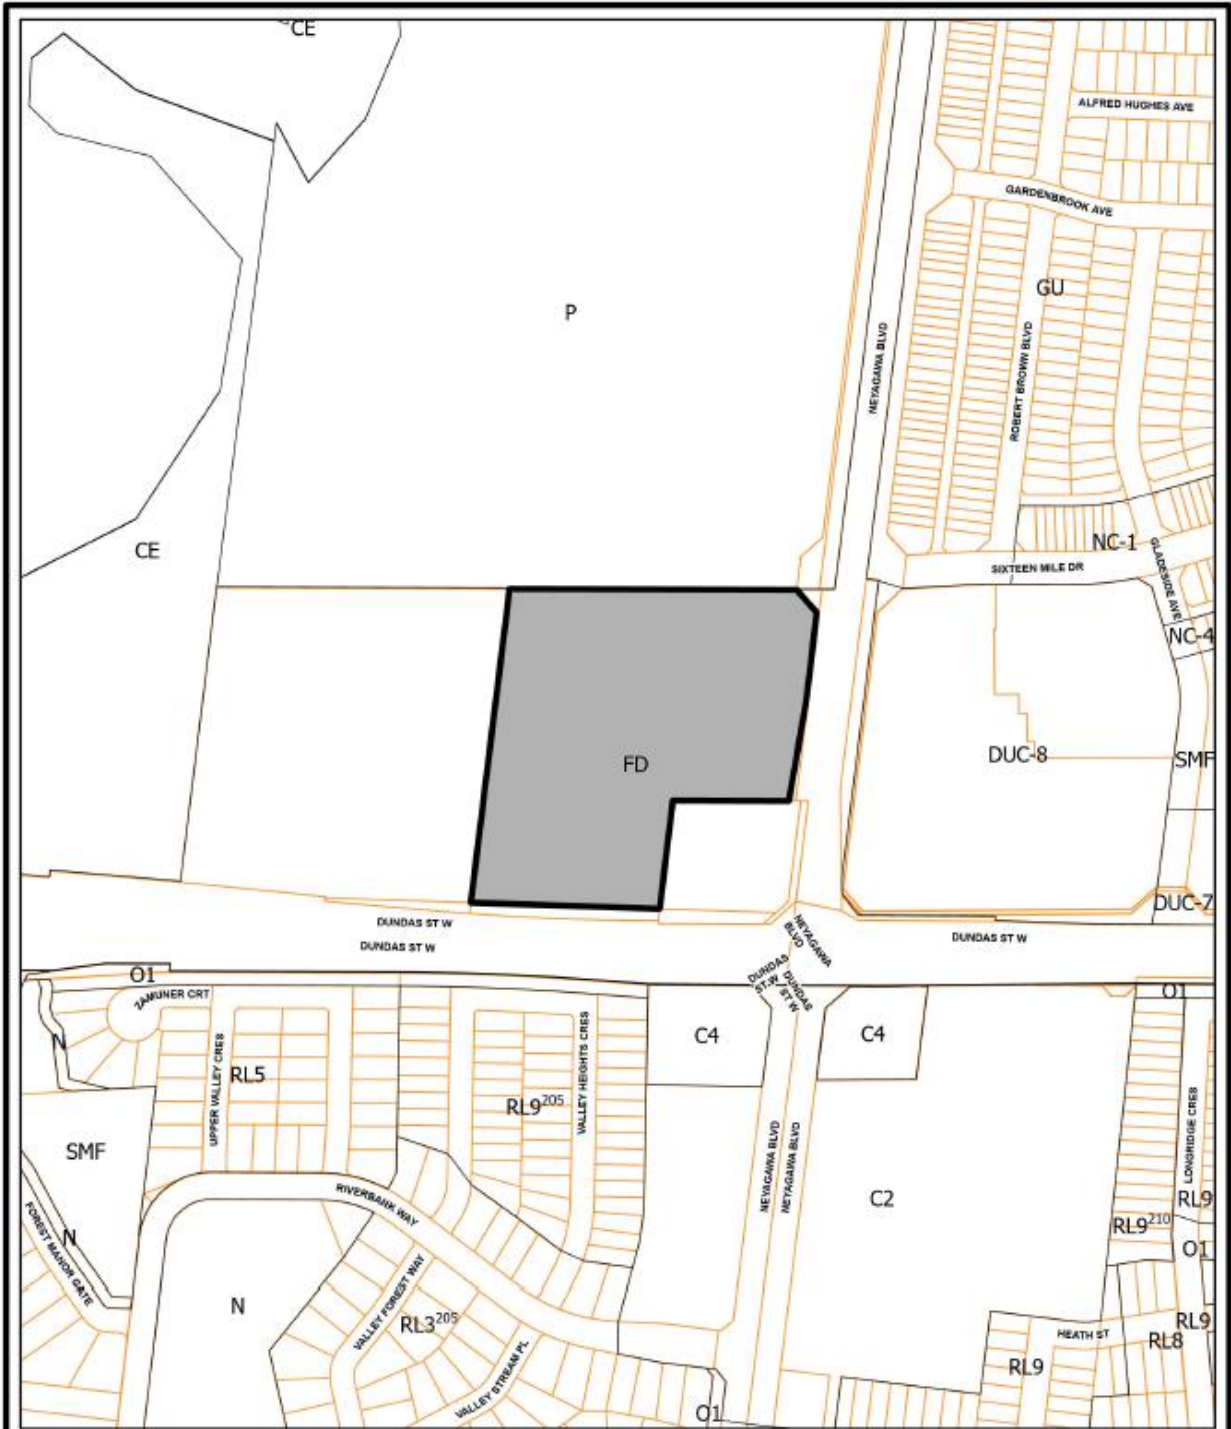 CE
ALFRED HUGHES AVE
GARDENBROOK AVE
GU
P
NEYAGAWA BLVD
ROBERT BROWN BLVD
CE
NC-1
SIXTEEN MILE DR
GLADESIDE AVE
NC-4
DUC-8
SMF
FD
DUC-7
DUNDAS ST W
DUNDAS ST W
NEYAGAWA
BLVD
DUNDAS ST W
DUNDAS
ST W
DUNDAS
ST W
O1
ZAMUNER CRT
O1
N
UPPER VALLEY CRES
RL5
VALLEY HEIGHTS CRES
RL9205
C4
C4
LONGRIDGE CRES
SMF
NEYAGAWA BLVD
NEYAGAWA BLVD
RIVERBANK WAY
C2
RL9
RL9210
FOREST MANOR GATE
N
O1
N
VALLEY FOREST WAY
RL3205
VALLEY STREAM PL
HEATH ST
RL9
RL8
RL9
O1